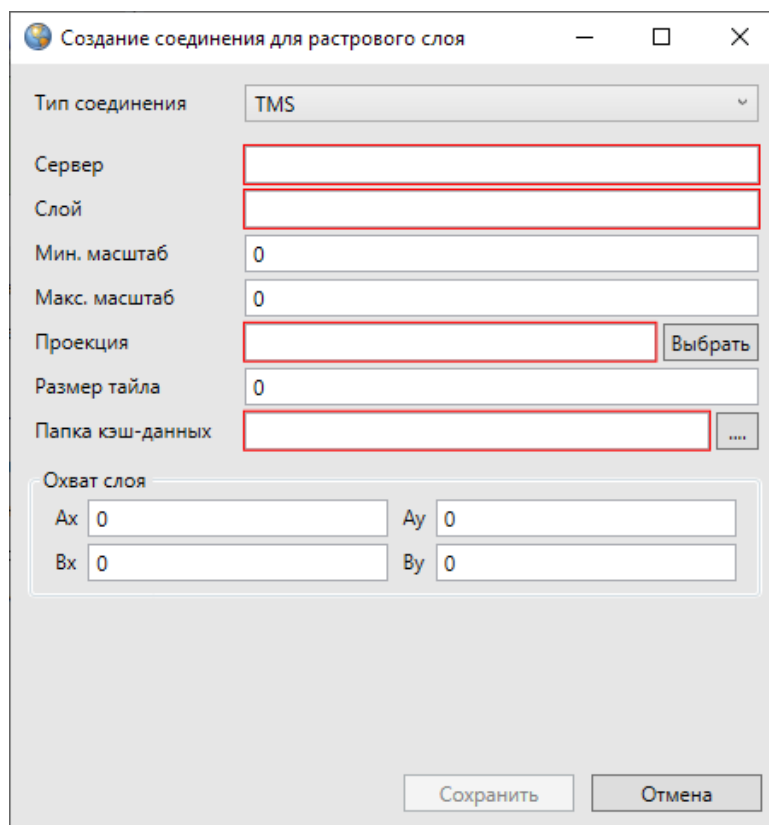 Создание соединения для растрового слоя
Тип соединения TMS
Сервер
Слой
Мин. масштаб 0
Макс. масштаб 0
Проекция Выбрать
Размер тайла 0
Папка кэш-данных ....
Охват слоя
Ax 0 Ay 0
Bx 0 By 0
Сохранить Отмена